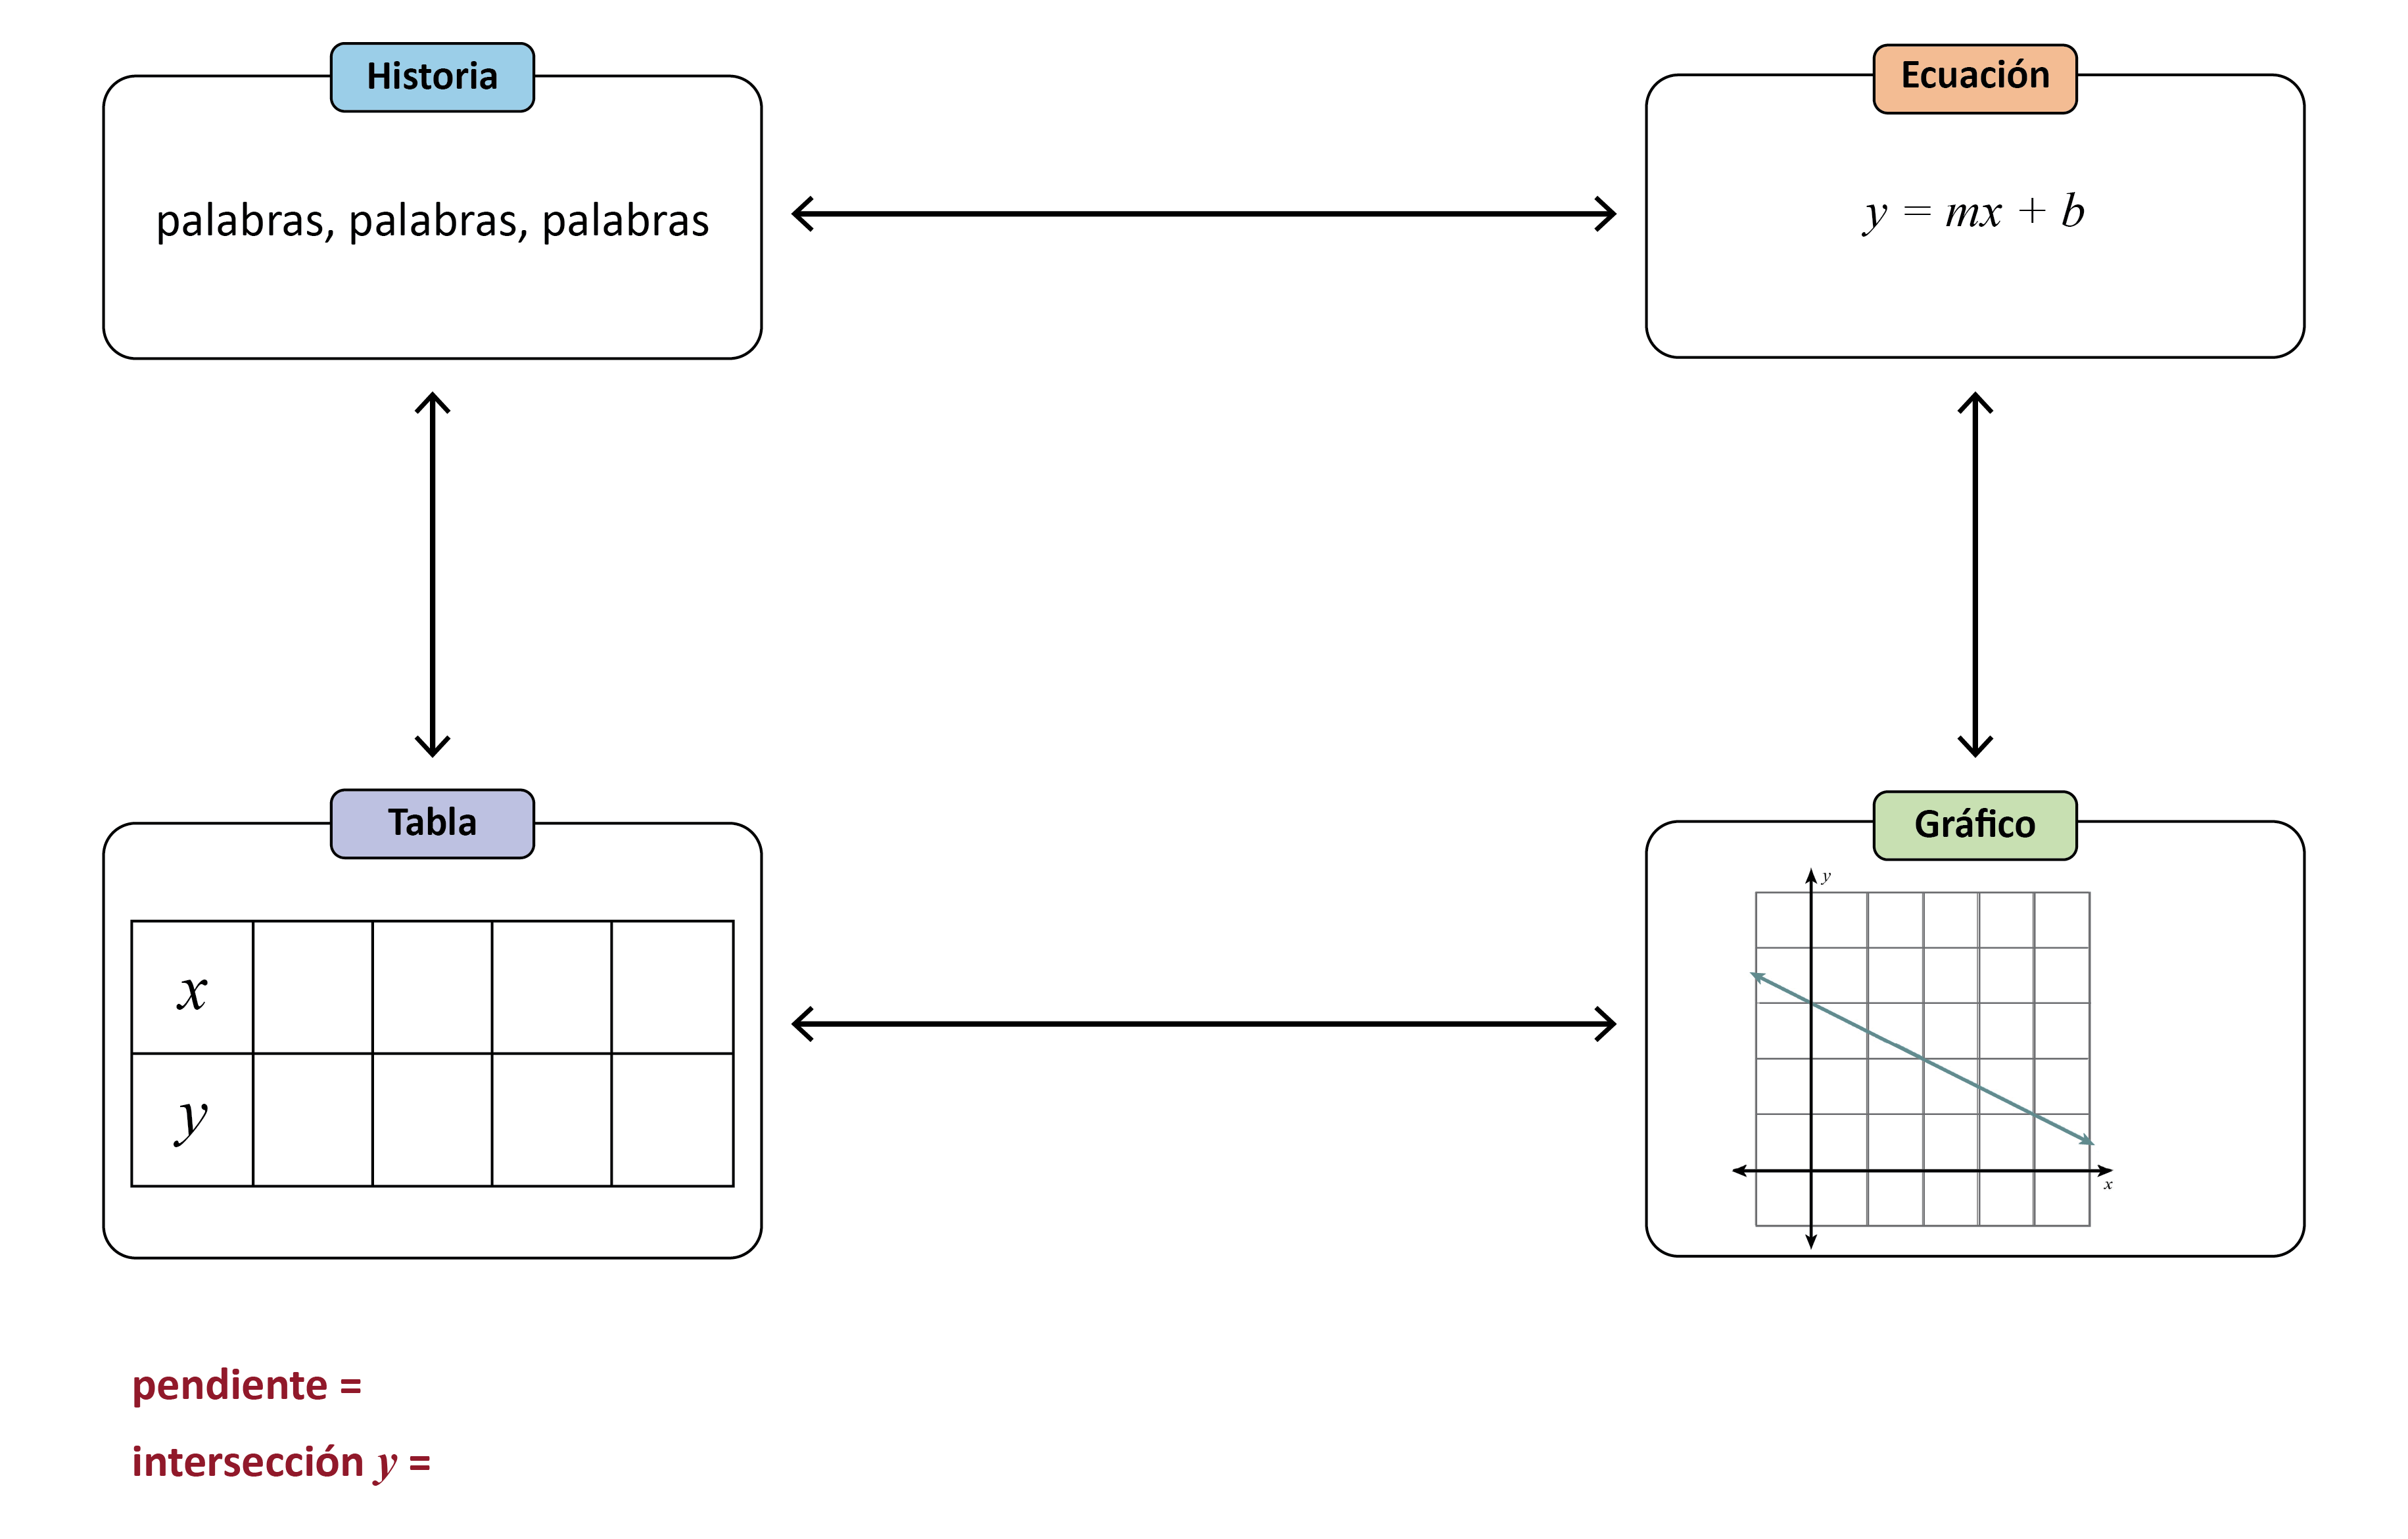 Historia
palabras, palabras, palabras
Ecuación
y = mx + b
Tabla
x
y
Gráfico
y
x
pendiente =
intersección y =